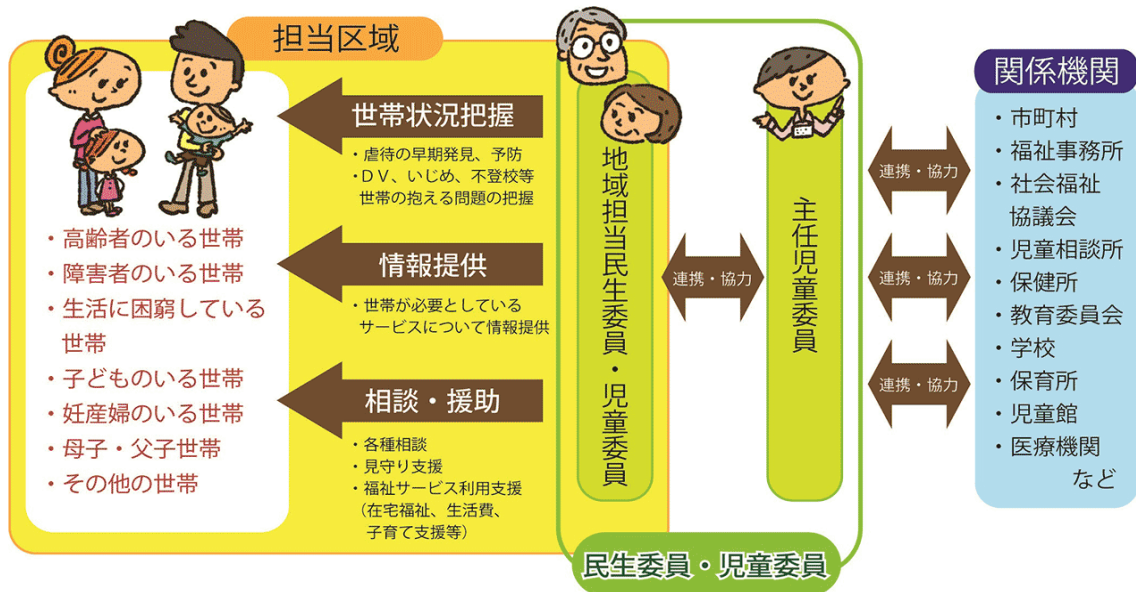 担当区域
・高齢者のいる世帯
・障害者のいる世帯
・生活に困窮している
世帯
・子どものいる世帯
・妊産婦のいる世帯
・母子・父子世帯
・その他の世帯
世帯状況把握
・虐待の早期発見、予防
・ＤＶ、いじめ、不登校等
世帯の抱える問題の把握
情報提供
・世帯が必要としている
サービスについて情報提供
相談・援助
・各種相談
・見守り支援
・福祉サービス利用支援
（在宅福祉、生活費、
子育て支援等）
地域担当民生委員・児童委員
連携・協力
主任児童委員
民生委員・児童委員
連携・協力
連携・協力
連携・協力
関係機関
・市町村
・福祉事務所
・社会福祉
協議会
・児童相談所
・保健所
・教育委員会
・学校
・保育所
・児童館
・医療機関
など